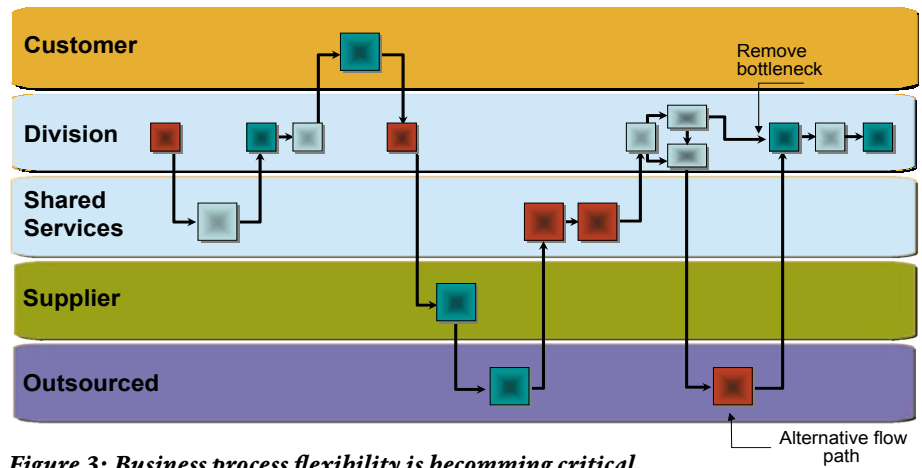 Customer
Remove
bottleneck
Division
Shared
Services
Supplier
Outsourced
Alternative flow
path
Figure 3: Business process flexibility is becomming critical